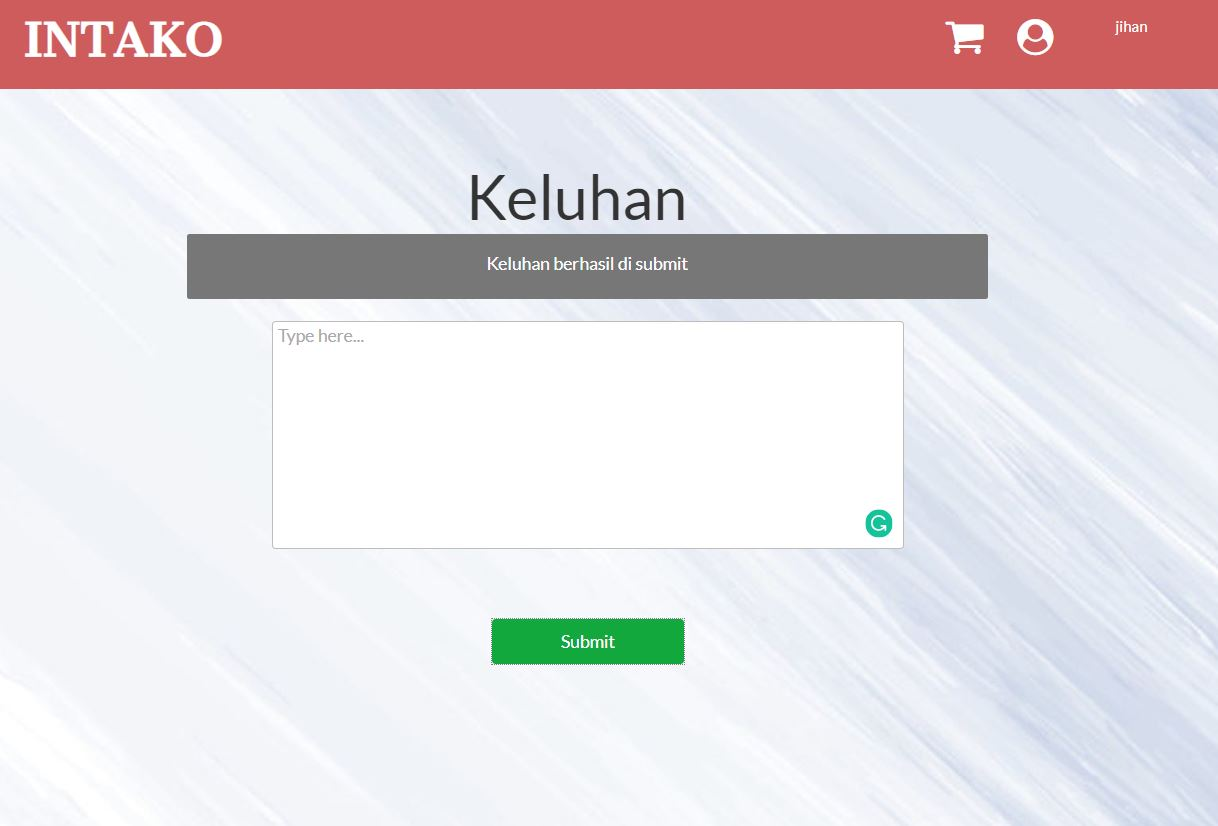 INTAKO
jihan
Keluhan
Keluhan berhasil di submit
Type here...
Submit